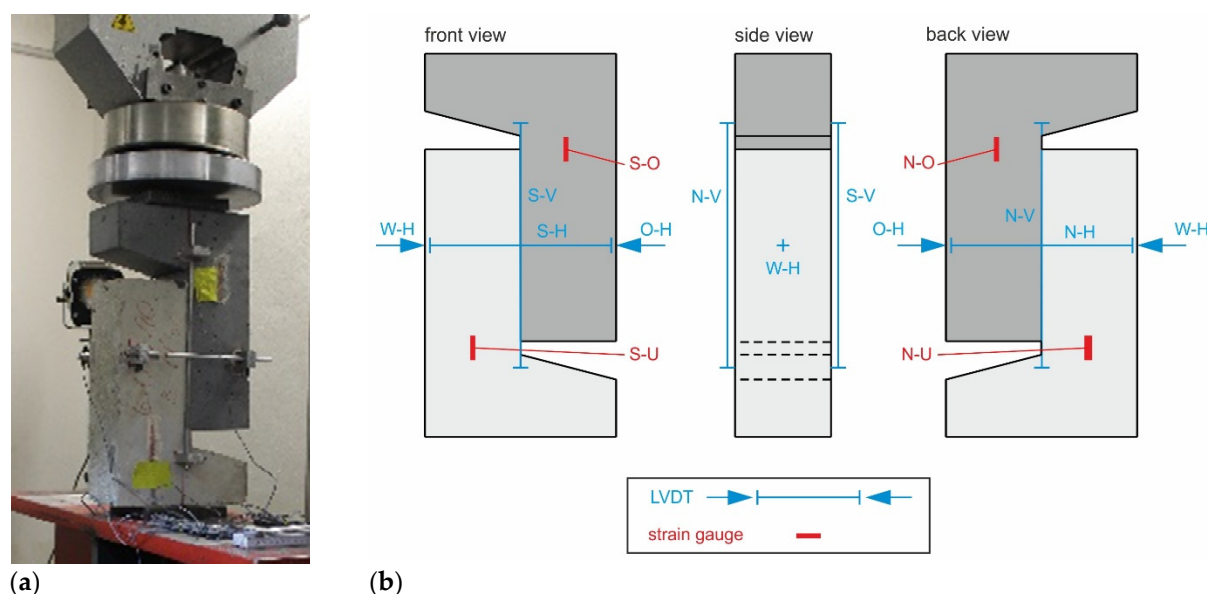 front view
side view
back view
S-O
N-O
S-V
N-V
S-V
N-V
W-H
S-H
O-H
O-H
N-H
W-H
W-H
S-U
N-U
LVDT
strain gauge
(a)
(b)